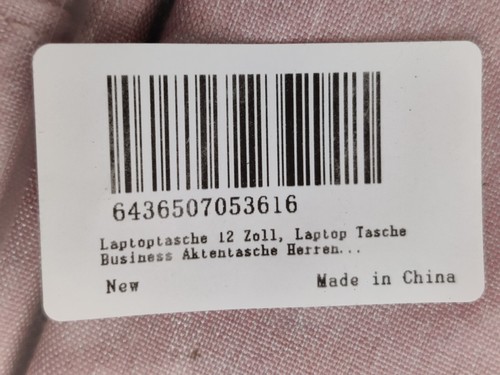 6436507053616
Laptoptasche 12 Zoll, Laptop Tasche
Business Aktentasche Herren...
New
Made in China